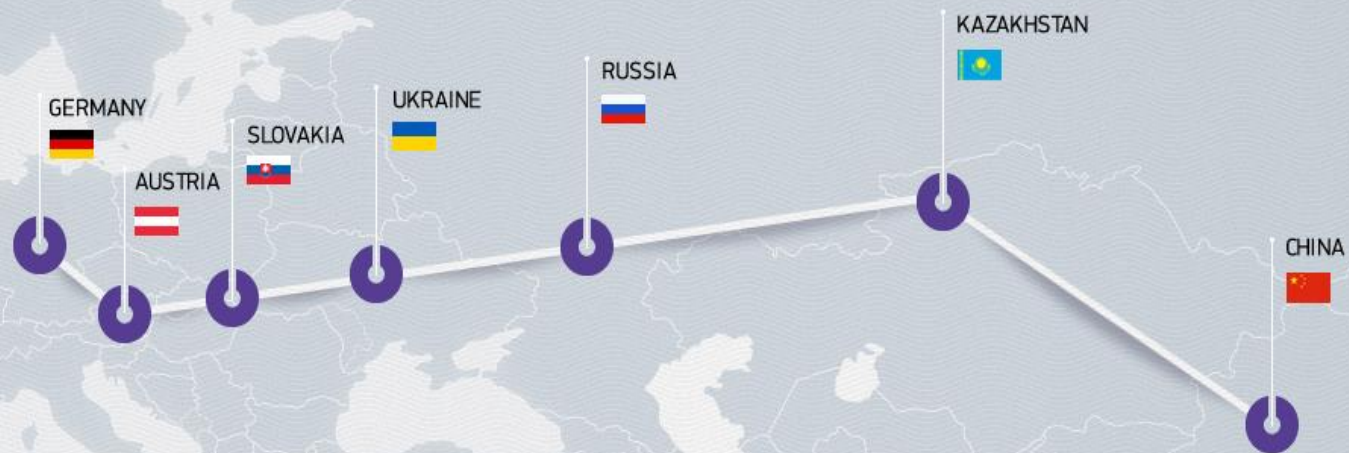 GERMANY
AUSTRIA
SLOVAKIA
UKRAINE
RUSSIA
KAZAKHSTAN
CHINA